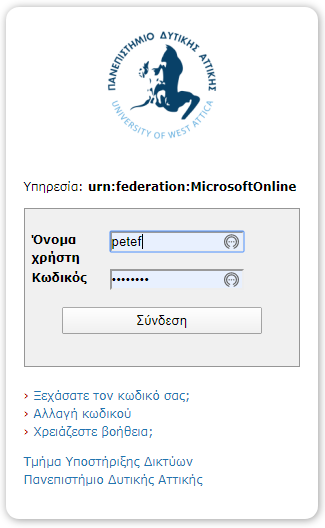 ΠΑΝΕΠΙΣΤΗΜΙΟ ΔΥΤΙΚΗΣ ΑΤΤΙΚΗΣ
UNIVERSITY OF WEST ATTICA
Υπηρεσία: urn:federation:MicrosoftOnline
Όνομα
χρήστη
petef
Κωδικός
••••••••
Σύνδεση
› Ξεχάσατε τον κωδικό σας;
› Αλλαγή κωδικού
› Χρειάζεστε βοήθεια;
Τμήμα Υποστήριξης Δικτύων
Πανεπιστήμιο Δυτικής Αττικής